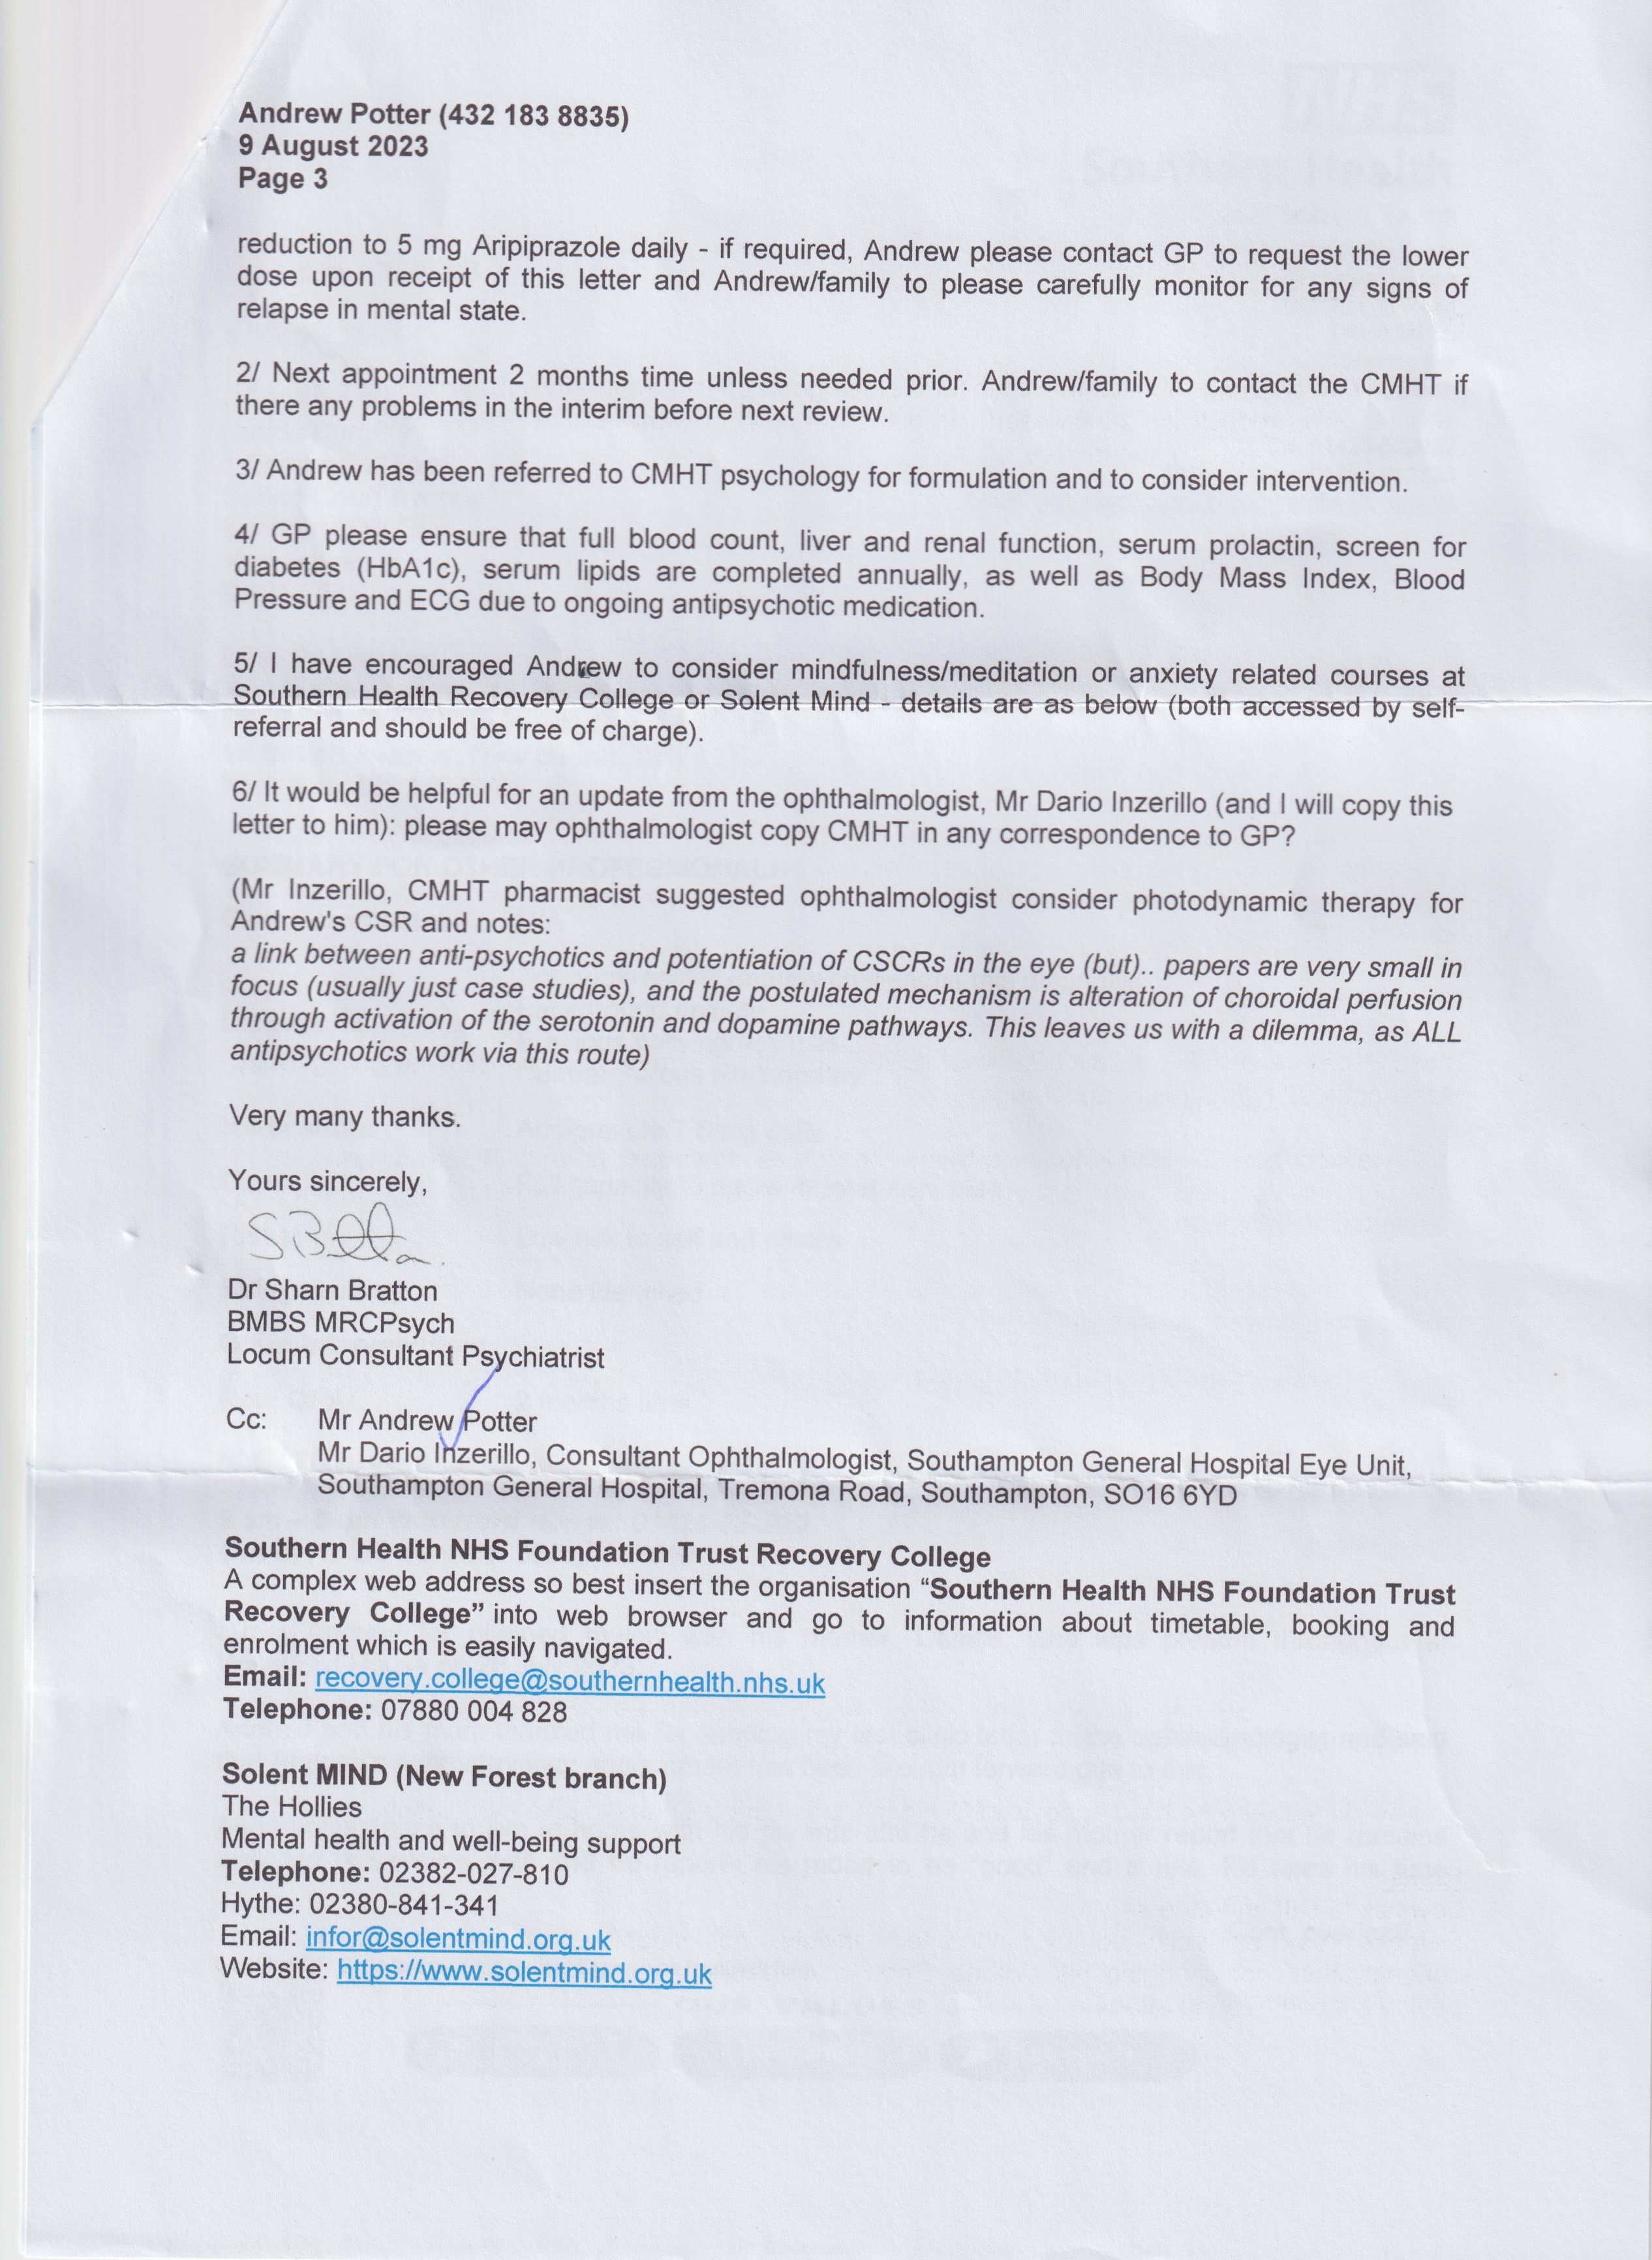 Andrew Potter (432 183 8835)
9 August 2023
Page 3
reduction to 5 mg Aripiprazole daily - if required, Andrew please contact GP to request the lower
dose upon receipt of this letter and Andrew/family to please carefully monitor for any signs of
relapse in mental state.
2/ Next appointment 2 months time unless needed prior. Andrew/family to contact the CMHT if
there any problems in the interim before next review.
3/ Andrew has been referred to CMHT psychology for formulation and to consider intervention.
4/ GP please ensure that full blood count, liver and renal function, serum prolactin, screen for
diabetes (HbA1c), serum lipids are completed annually, as well as Body Mass Index, Blood
Pressure and ECG due to ongoing antipsychotic medication.
5/ I have encouraged Andrew to consider mindfulness/meditation or anxiety related courses at
Southern Health Recovery College or Solent Mind - details are as below (both accessed by self-
referral and should be free of charge).
6/ It would be helpful for an update from the ophthalmologist, Mr Dario Inzerillo (and I will copy this
letter to him): please may ophthalmologist copy CMHT in any correspondence to GP?
(Mr Inzerillo, CMHT pharmacist suggested ophthalmologist consider photodynamic therapy for
Andrew's CSR and notes:
a link between anti-psychotics and potentiation of CSCRs in the eye (but).. papers are very small in
focus (usually just case studies), and the postulated mechanism is alteration of choroidal perfusion
through activation of the serotonin and dopamine pathways. This leaves us with a dilemma, as ALL
antipsychotics work via this route)
Very many thanks.
Yours sincerely,
Dr Sharn Bratton
BMBS MRCPsych
Locum Consultant Psychiatrist
Cc: Mr Andrew Potter
Mr Dario Inzerillo, Consultant Ophthalmologist, Southampton General Hospital Eye Unit,
Southampton General Hospital, Tremona Road, Southampton, SO16 6YD
Southern Health NHS Foundation Trust Recovery College
A complex web address so best insert the organisation “Southern Health NHS Foundation Trust
Recovery College” into web browser and go to information about timetable, booking and
enrolment which is easily navigated.
Email: recovery.college@southernhealth.nhs.uk
Telephone: 07880 004 828
Solent MIND (New Forest branch)
The Hollies
Mental health and well-being support
Telephone: 02382-027-810
Hythe: 02380-841-341
Email: infor@solentmind.org.uk
Website: https://www.solentmind.org.uk